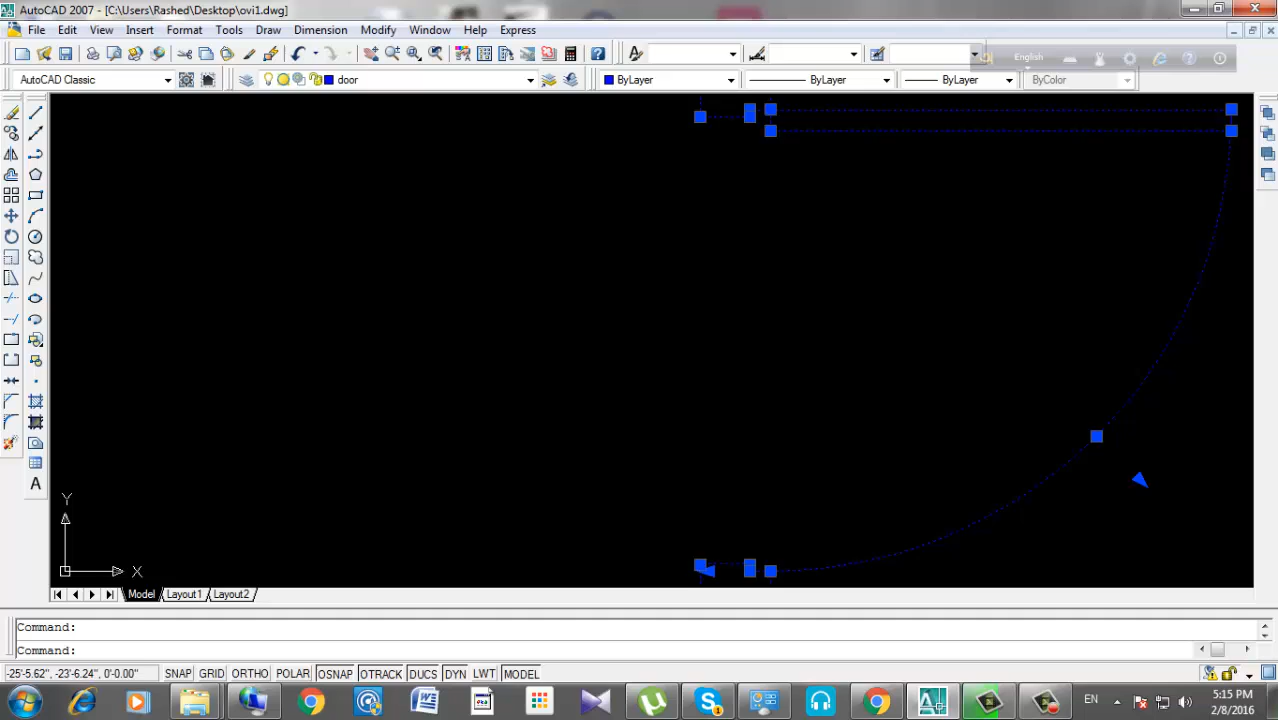 AutoCAD 2007 - [C:\Users\Rashed\Desktop\ovi1.dwg]
File Edit View Insert Format Tools Draw Dimension Modify Window Help Express
English
AutoCAD Classic door ByLayer ByLayer ByLayer ByColor
A
Y
X
Model Layout1 Layout2
Command:
Command:
-25'-5.62", -23'-6.24", 0'-0.00" SNAP GRID ORTHO POLAR OSNAP OTRACK DUCS DYN LWT MODEL
EN 5:15 PM
2/8/2016